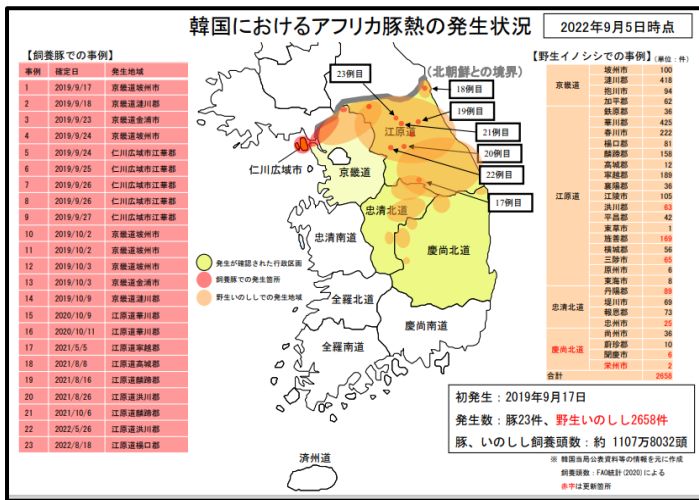 韓国におけるアフリカ豚熱の発生状況
2022年9月5日時点
【飼養豚での事例】
事例 確定日 発生地域
1 2019/9/17 京畿道坡州市
2 2019/9/18 京畿道漣川郡
3 2019/9/23 京畿道金浦市
4 2019/9/24 京畿道坡州市
5 2019/9/24 仁川広域市江華郡
6 2019/9/25 仁川広域市江華郡
7 2019/9/26 仁川広域市江華郡
8 2019/9/26 仁川広域市江華郡
9 2019/9/27 仁川広域市江華郡
10 2019/10/2 京畿道坡州市
11 2019/10/2 京畿道坡州市
12 2019/10/3 京畿道坡州市
13 2019/10/3 京畿道金浦市
14 2019/10/9 京畿道漣川郡
15 2020/10/9 江原道華川郡
16 2020/10/11 江原道華川郡
17 2021/5/5 江原道寧越郡
18 2021/8/8 江原道高城郡
19 2021/8/16 江原道麟蹄郡
20 2021/8/26 江原道洪川郡
21 2021/10/6 江原道麟蹄郡
22 2022/5/26 江原道洪川郡
23 2022/8/18 江原道楊口郡
(北朝鮮との境界)
23例目
18例目
19例目
21例目
20例目
22例目
17例目
江原道
仁川広域市
京畿道
忠清北道
忠清南道
慶尚北道
全羅北道
慶尚南道
全羅南道
済州道
発生が確認された行政区画
飼養豚での発生箇所
野生いのししでの発生地域
【野生イノシシでの事例】(単位:件)
京畿道 坡州市 100
漣川郡 418
抱川市 94
加平郡 62
江原道 鉄原郡 36
華川郡 425
春川市 222
楊口郡 81
麟蹄郡 158
高城郡 12
寧越郡 189
襄陽郡 36
江陵市 105
洪川郡 63
平昌郡 42
束草市 1
旌善郡 169
横城郡 56
三陟市 65
原州市 6
東海市 8
忠清北道 丹陽郡 89
堤川市 69
報恩郡 73
忠州市 25
慶尚北道 尚州市 36
蔚珍郡 10
聞慶市 6
栄州市 2
合計 2658
初発生:2019年9月17日
発生数:豚23件、野生いのしし2658件
豚、いのしし飼養頭数:約 1107万8032頭
※ 韓国当局公表資料等の情報を元に作成
飼養頭数:FAO統計(2020)による
赤字は更新箇所